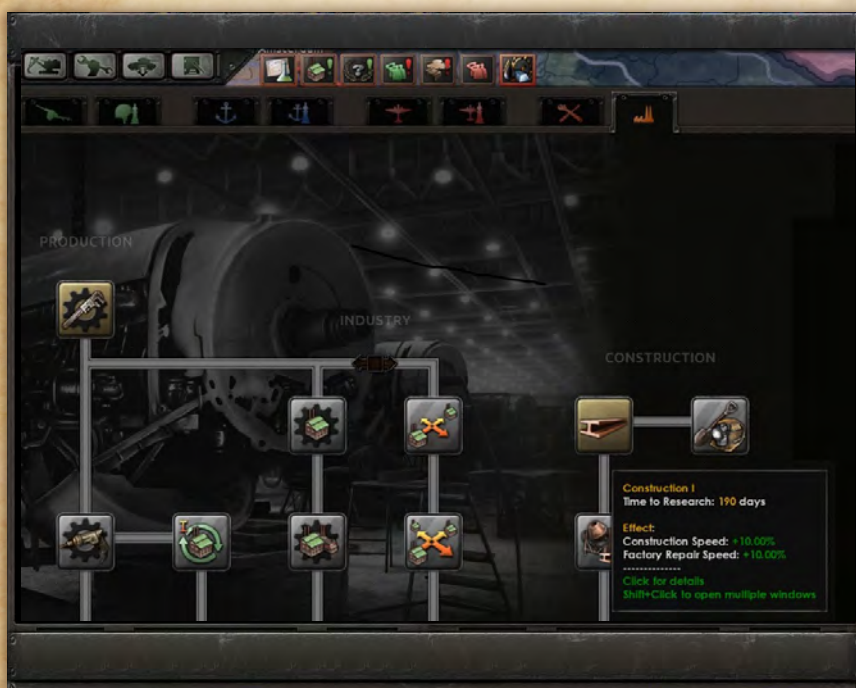 Amsterdam
PRODUCTION
INDUSTRY
CONSTRUCTION
Construction I
Time to Research: 190 days
Effect:
Construction Speed: +10.00%
Factory Repair Speed: +10.00%
--------------
Click for details
Shift+Click to open multiple windows